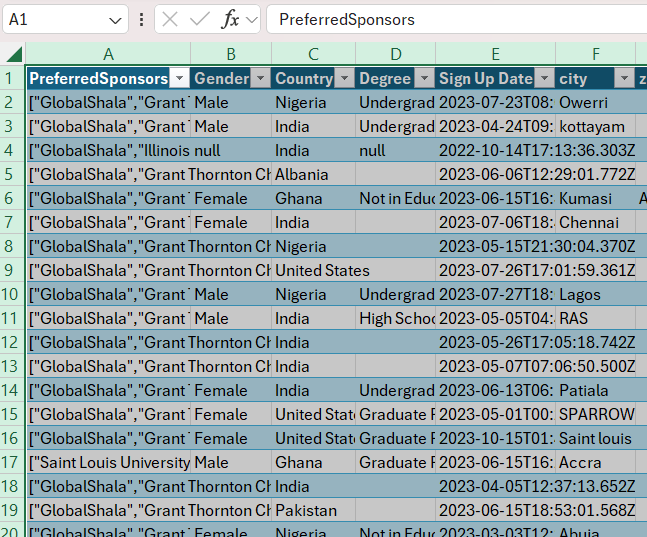 A1 fx PreferredSponsors
A B C D E F
1 PreferredSponsors Gender Country Degree Sign Up Date city z
2 ["GlobalShala","Grant Male Nigeria Undergrad 2023-07-23T08: Owerri
3 ["GlobalShala","Grant Male India Undergrad 2023-04-24T09: kottayam
4 ["GlobalShala","Illinois null India null 2022-10-14T17:13:36.303Z
5 ["GlobalShala","Grant Thornton Ch Albania 2023-06-06T12:29:01.772Z
6 ["GlobalShala","Grant Female Ghana Not in Educ 2023-06-15T16: Kumasi A
7 ["GlobalShala","Grant Female India 2023-07-06T18: Chennai
8 ["GlobalShala","Grant Thornton Ch Nigeria 2023-05-15T21:30:04.370Z
9 ["GlobalShala","Grant Thornton Ch United States 2023-07-26T17:01:59.361Z
10 ["GlobalShala","Grant Male Nigeria Undergrad 2023-07-27T18: Lagos
11 ["GlobalShala","Grant Male India High Schoo 2023-05-05T04: RAS
12 ["GlobalShala","Grant Thornton Ch India 2023-05-26T17:05:18.742Z
13 ["GlobalShala","Grant Thornton Ch India 2023-05-07T07:06:50.500Z
14 ["GlobalShala","Grant Female India Undergrad 2023-06-13T06: Patiala
15 ["GlobalShala","Grant Female United State Graduate P 2023-05-01T00: SPARROW
16 ["GlobalShala","Grant Female United State Graduate P 2023-10-15T01: Saint louis
17 ["Saint Louis University Male Ghana Graduate P 2023-06-15T16: Accra
18 ["GlobalShala","Grant Thornton Ch India 2023-04-05T12:37:13.652Z
19 ["GlobalShala","Grant Thornton Ch Pakistan 2023-06-15T18:53:01.568Z
20 ["GlobalShala","Grant Female Nigeria Not in Educ 2023-03-03T12: Abuja